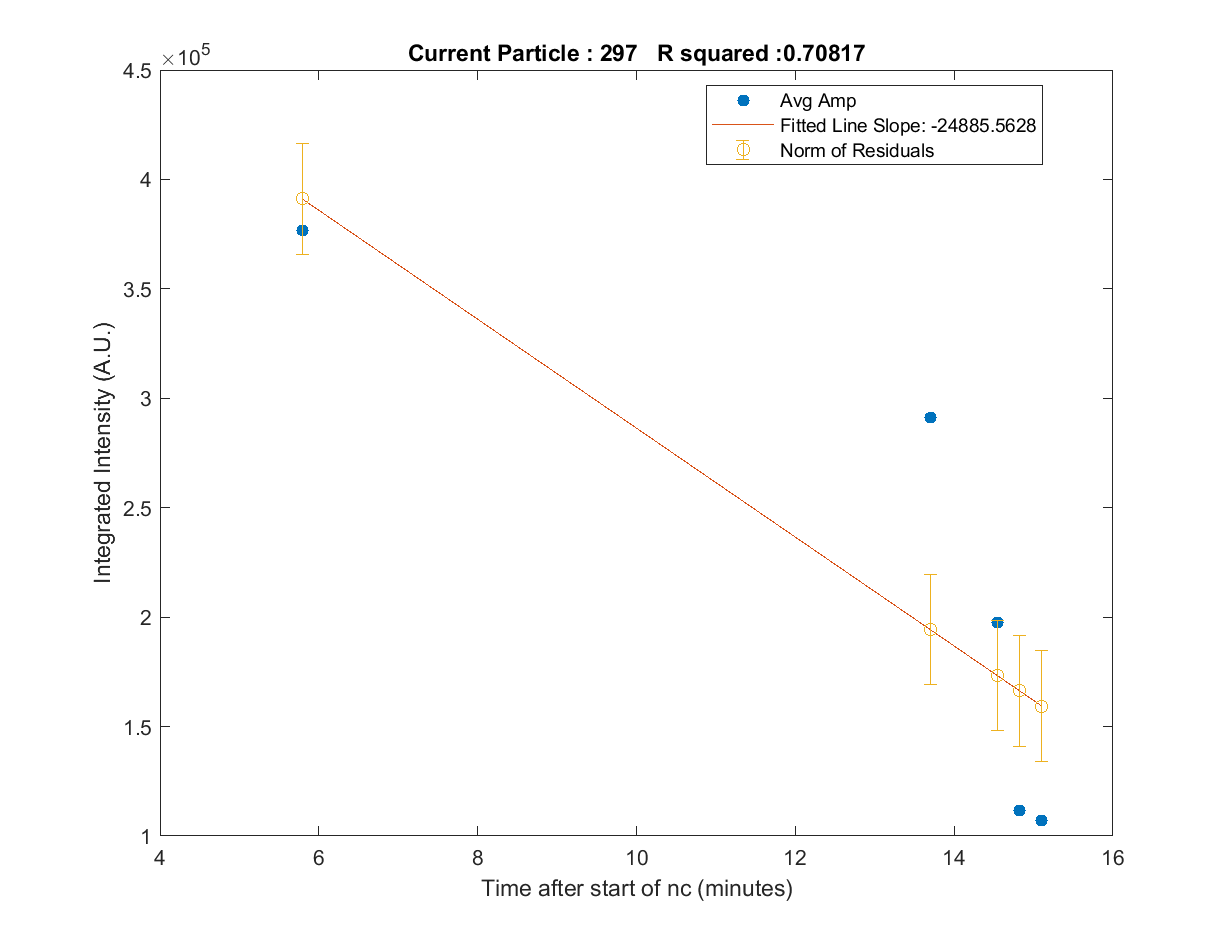 Current Particle : 297   R squared :0.70817
×10^5
4.5
4
3.5
3
2.5
2
1.5
1
Integrated Intensity (A.U.)
Avg Amp
Fitted Line Slope: -24885.5628
Norm of Residuals
4 6 8 10 12 14 16
Time after start of nc (minutes)